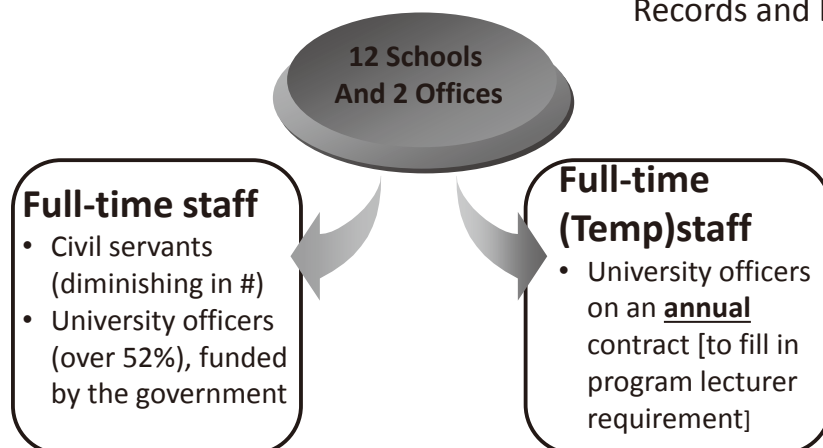 Records and
12 Schools
And 2 Offices
Full-time staff
• Civil servants
(diminishing in #)
• University officers
(over 52%), funded
by the government
Full-time
(Temp)staff
• University officers
on an annual
contract [to fill in
program lecturer
requirement]